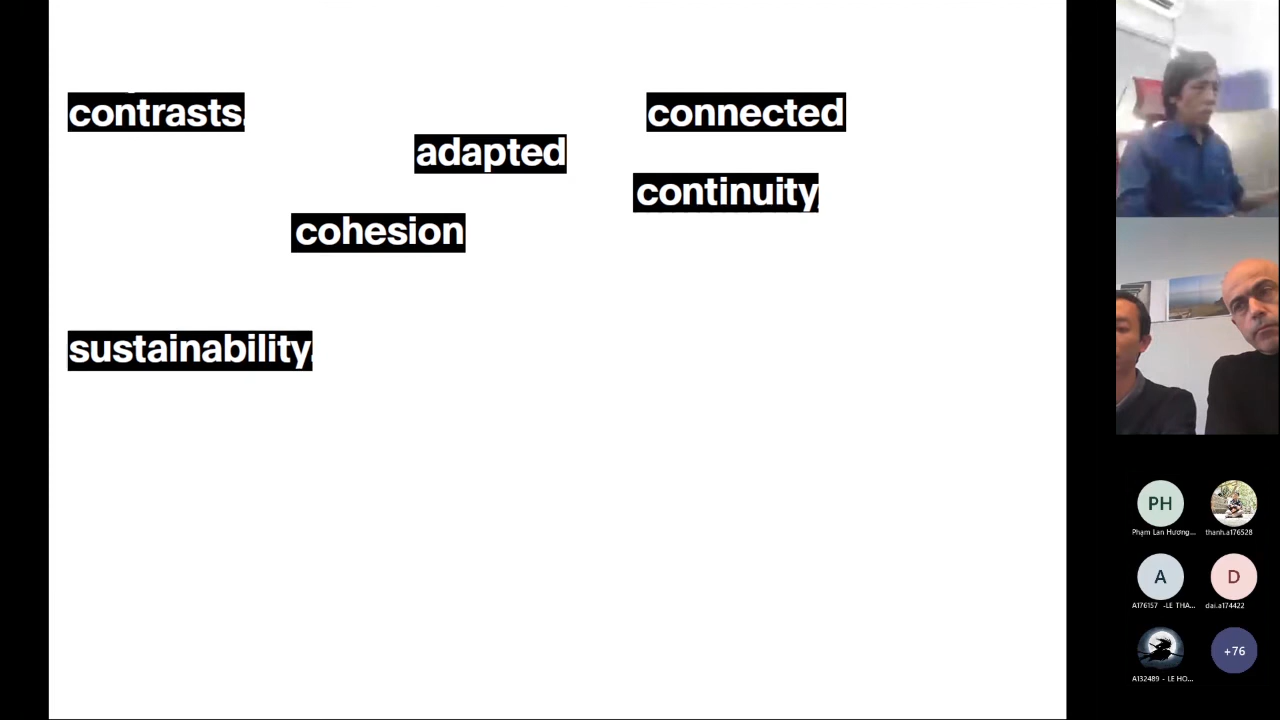 contrasts.
connected
adapted
continuity,
cohesion
sustainability,
PH
Phạm Lan Hương...
thanh.a176528
A
D
A176157 -LE THA...
dai.a174422
+76
A132489 - LE HO...